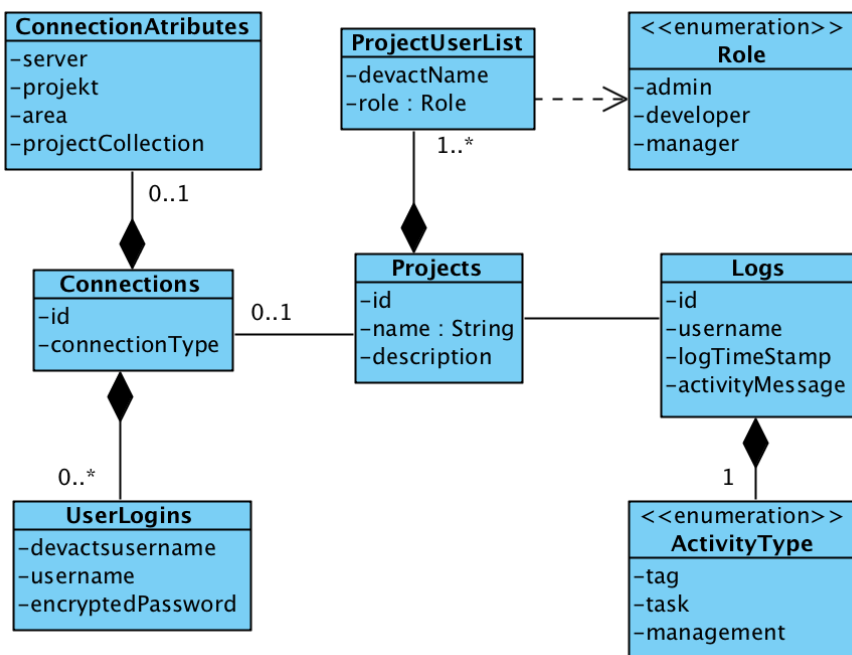 ConnectionAtributes
-server
-projekt
-area
-projectCollection
0..1
ProjectUserList
-devactName
-role : Role
1..*
<<enumeration>>
Role
-admin
-developer
-manager
Connections
-id
-connectionType
0..1
Projects
-id
-name : String
-description
Logs
-id
-username
-logTimeStamp
-activityMessage
0..*
UserLogins
-devactsusername
-username
-encryptedPassword
1
<<enumeration>>
ActivityType
-tag
-task
-management